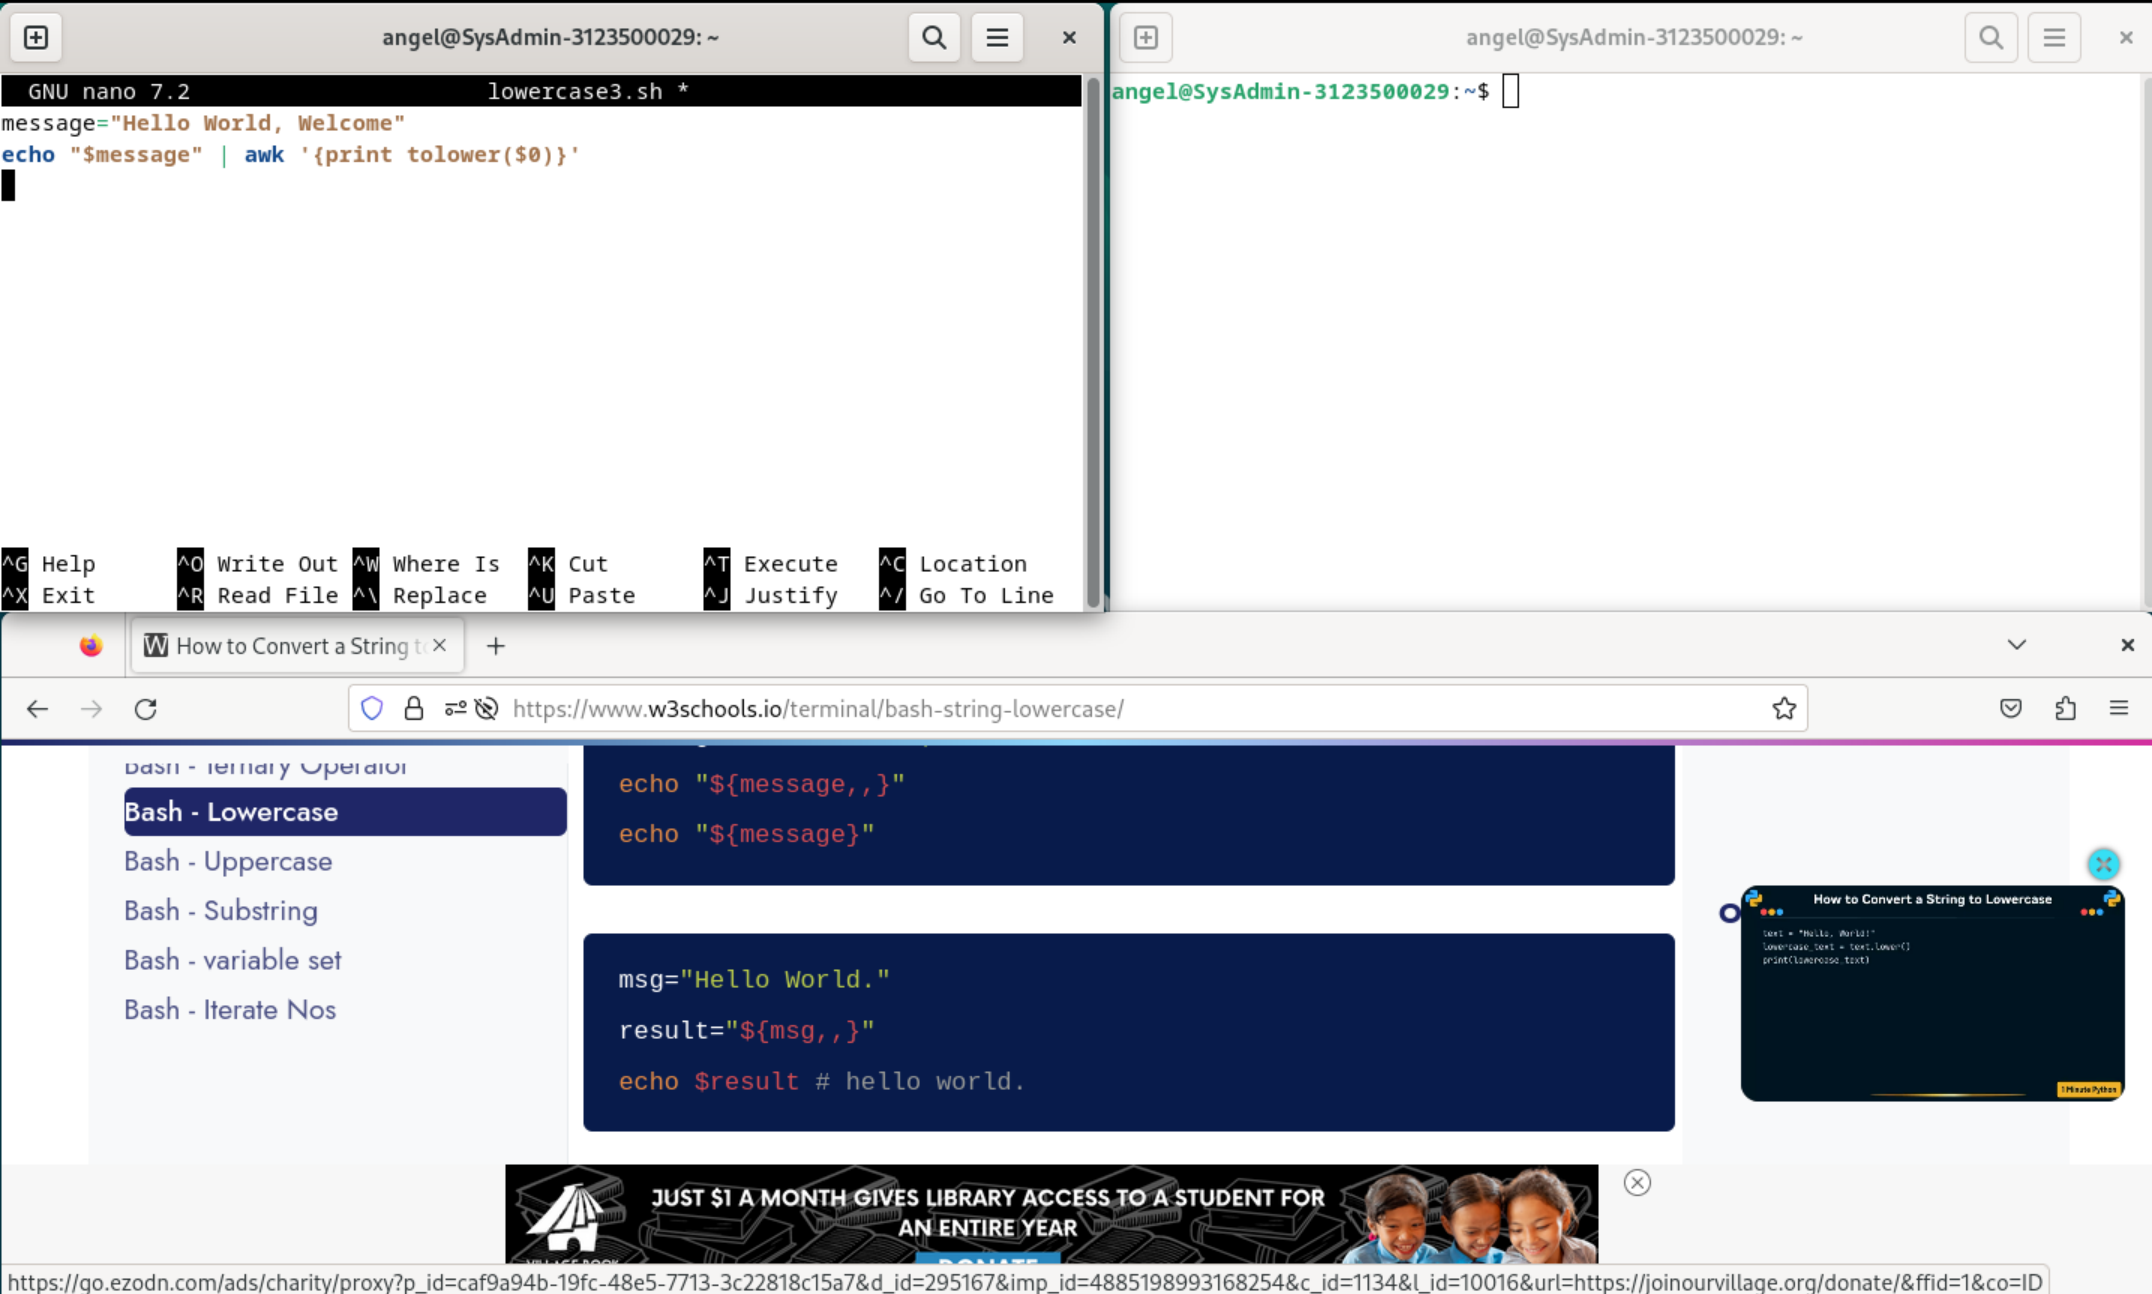 angel@SysAdmin-3123500029: ~
GNU nano 7.2 lowercase3.sh *
message="Hello World, Welcome"
echo "$message" | awk '{print tolower($0)}'
^G Help ^O Write Out ^W Where Is ^K Cut ^T Execute ^C Location
^X Exit ^R Read File ^\ Replace ^U Paste ^J Justify ^/ Go To Line
angel@SysAdmin-3123500029: ~
angel@SysAdmin-3123500029:~$
How to Convert a String to
https://www.w3schools.io/terminal/bash-string-lowercase/
Bash - Ternary Operator
Bash - Lowercase
Bash - Uppercase
Bash - Substring
Bash - variable set
Bash - Iterate Nos
echo "${message,,}"
echo "${message}"
msg="Hello World."
result="${msg,,}"
echo $result # hello world.
How to Convert a String to Lowercase
text = "Hello, World!"
lowercase_text = text.lower()
print(lowercase_text)
1 Minute Python
JUST $1 A MONTH GIVES LIBRARY ACCESS TO A STUDENT FOR
AN ENTIRE YEAR
VILLAGE BOOK
DONATE
https://go.ezodn.com/ads/charity/proxy?p_id=caf9a94b-19fc-48e5-7713-3c22818c15a7&d_id=295167&imp_id=4885198993168254&c_id=1134&l_id=10016&url=https://joinourvillage.org/donate/&ffid=1&co=ID